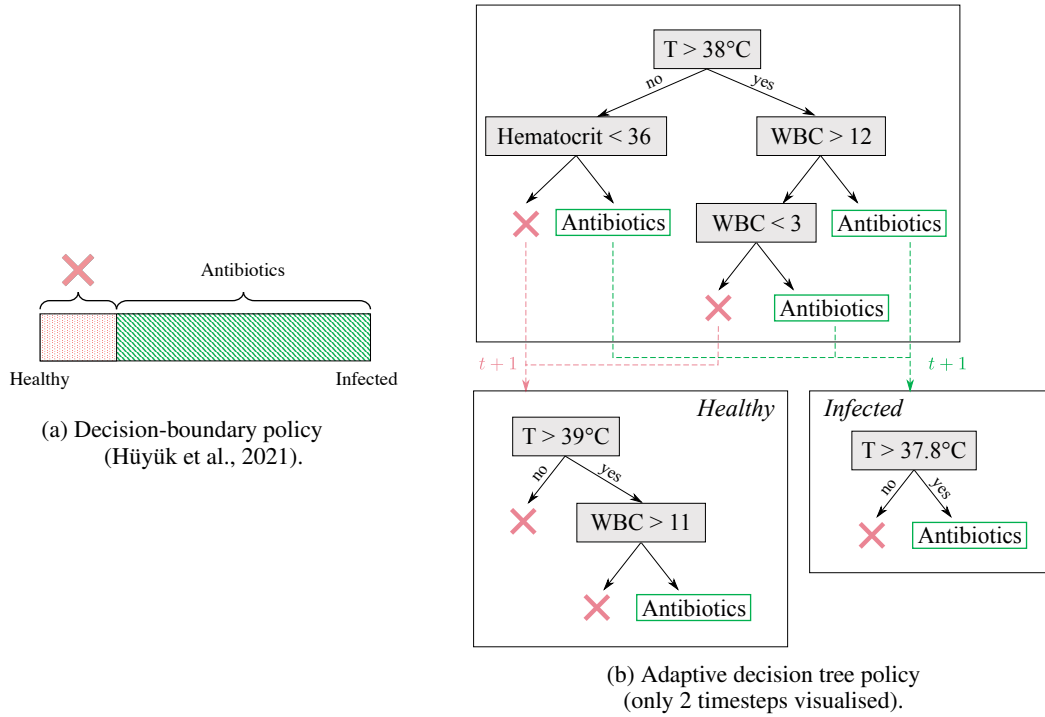 T > 38°C
no
yes
Hematocrit < 36
WBC > 12
Antibiotics
WBC < 3
Antibiotics
Antibiotics
Antibiotics
Healthy
Infected
(a) Decision-boundary policy
(Hüyük et al., 2021).
t + 1
t + 1
Healthy
T > 39°C
no
yes
WBC > 11
Antibiotics
Infected
T > 37.8°C
no
yes
Antibiotics
(b) Adaptive decision tree policy
(only 2 timesteps visualised).